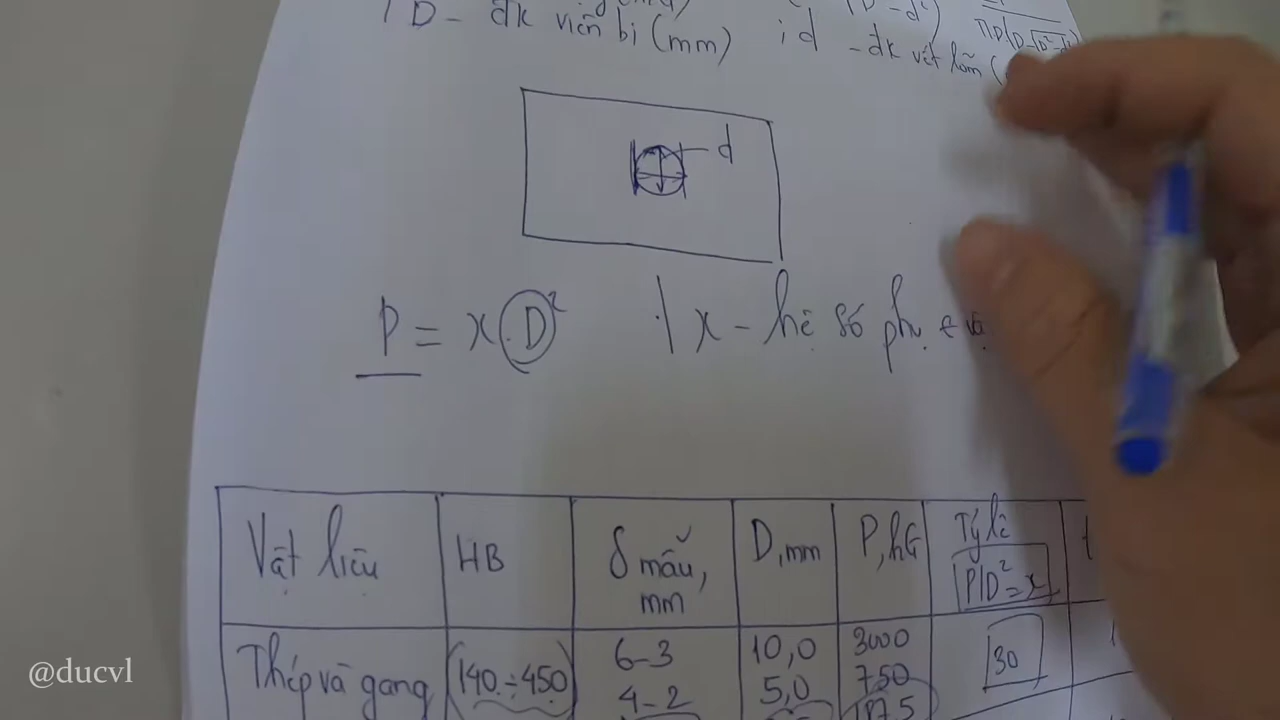 D - đk viên bi (mm) ; d - đk vết lõm (
d
P = x.D²
x - hệ số phụ
Vật liệu HB δ mẫu, mm D,mm P,kG Tỷ lệ P/D²=x
Thép và gang (140÷450) 6-3 10,0 3000 30
4-2 5,0 750
187,5
@ducvl